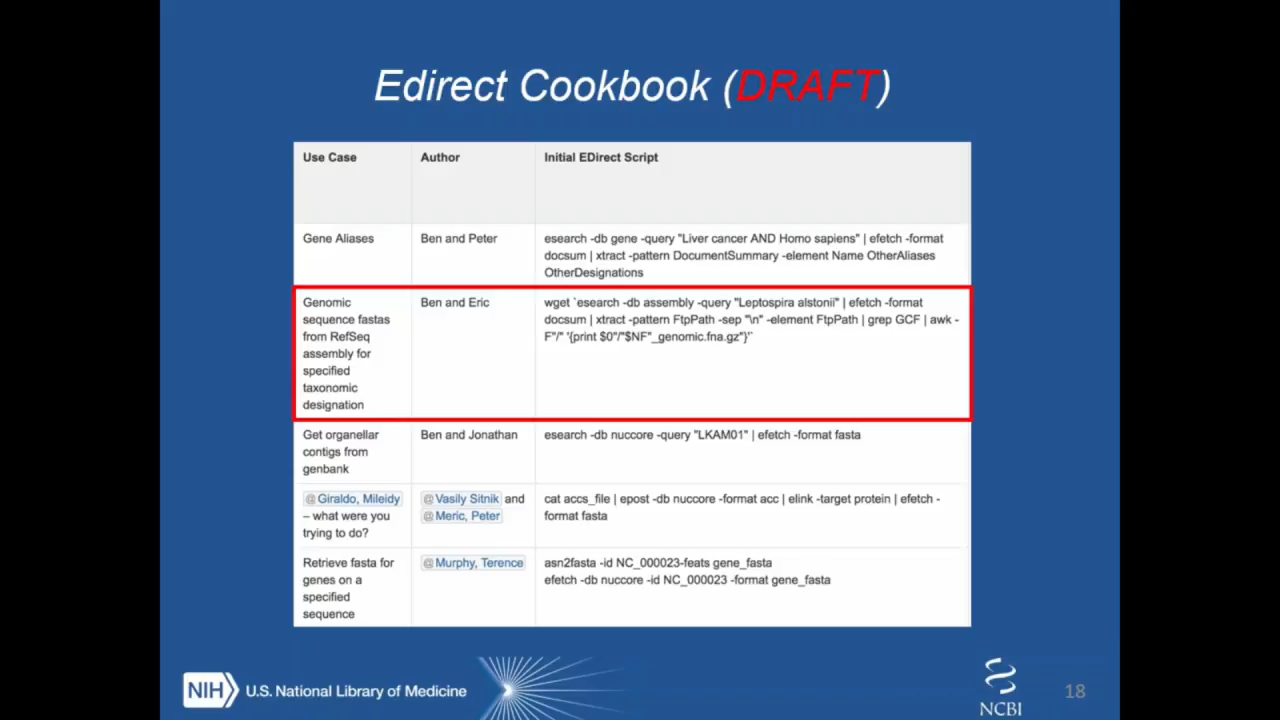 Edirect Cookbook (DRAFT)
Use Case Author Initial EDirect Script
Gene Aliases Ben and Peter esearch -db gene -query "Liver cancer AND Homo sapiens" | efetch -format
docsum | xtract -pattern DocumentSummary -element Name OtherAliases
OtherDesignations
Genomic Ben and Eric wget `esearch -db assembly -query "Leptospira alstonii" | efetch -format
sequence fastas docsum | xtract -pattern FtpPath -sep "\n" -element FtpPath | grep GCF | awk -
from RefSeq F"/" '{print $0"/"$NF"_genomic.fna.gz"}'`
assembly for
specified
taxonomic
designation
Get organellar Ben and Jonathan esearch -db nuccore -query "LKAM01" | efetch -format fasta
contigs from
genbank
@Giraldo, Mileidy @Vasily Sitnik and cat accs_file | epost -db nuccore -format acc | elink -target protein | efetch -
– what were you @Meric, Peter format fasta
trying to do?
Retrieve fasta for @Murphy, Terence asn2fasta -id NC_000023-feats gene_fasta
genes on a efetch -db nuccore -id NC_000023 -format gene_fasta
specified
sequence
NIH U.S. National Library of Medicine
NCBI
18